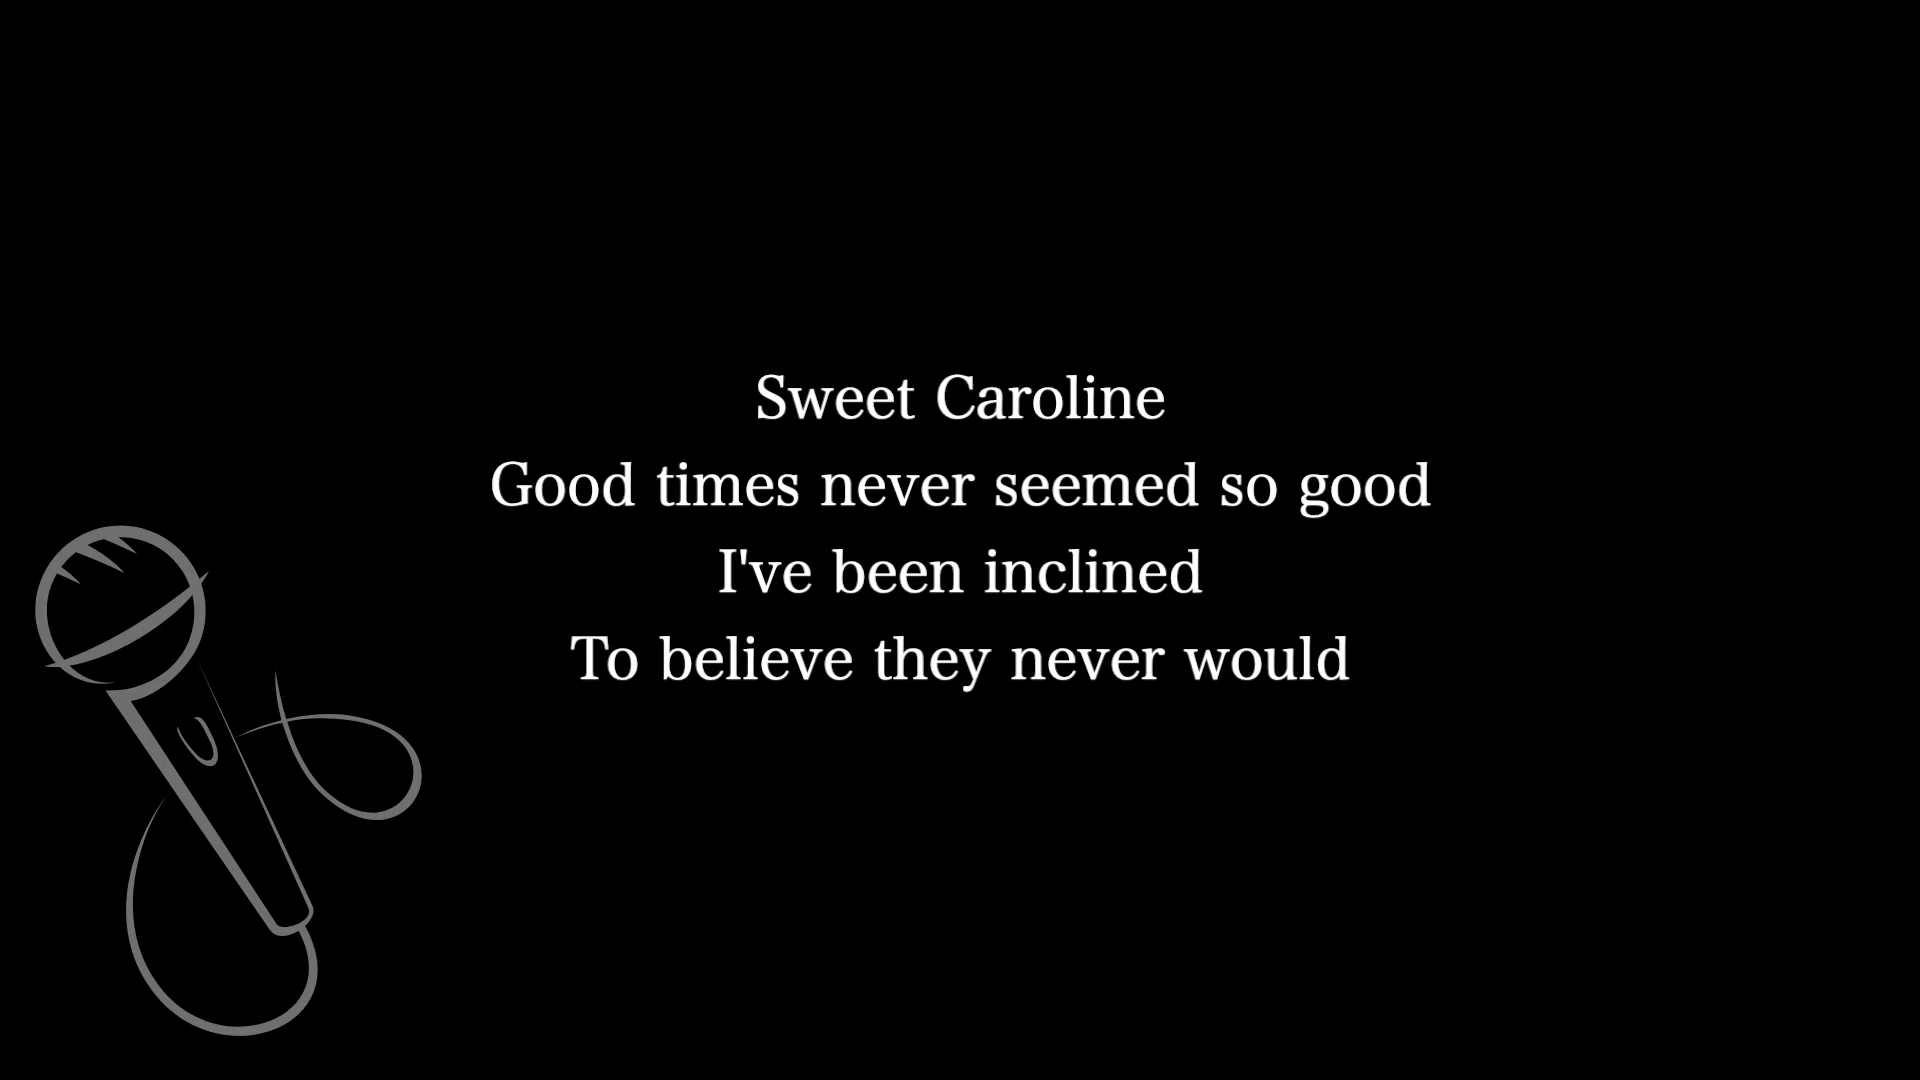 Sweet Caroline
Good times never seemed so good
I've been inclined
To believe they never would